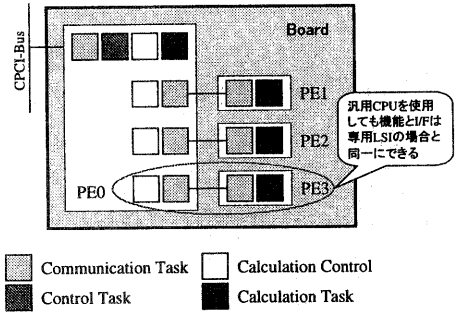 Board
CPCI-Bus
PE1
PE2
PE0
PE3
汎用CPUを使用
しても機能とI/Fは
専用LSIの場合と
同一にできる
Communication Task
Calculation Control
Control Task
Calculation Task